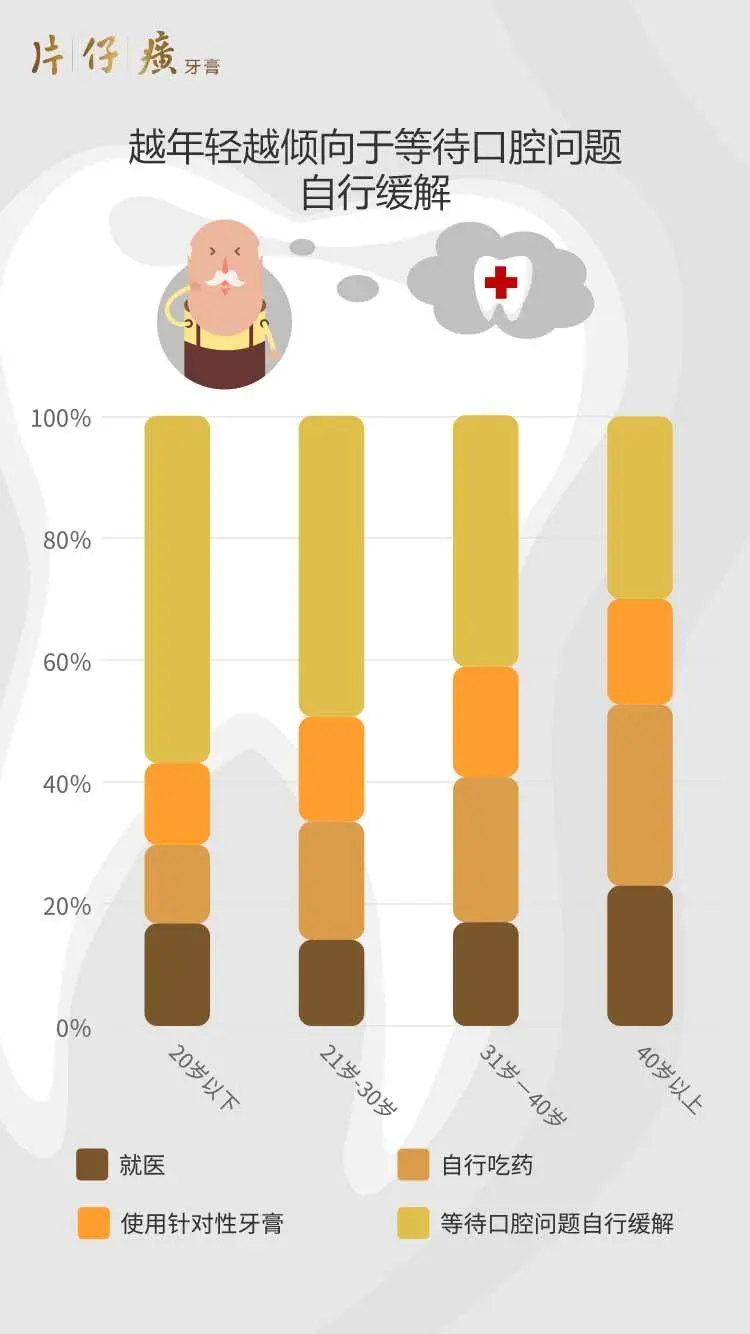 片仔癀牙膏
越年轻越倾向于等待口腔问题
自行缓解
100%
80%
60%
40%
20%
0%
20岁以下
21岁-30岁
31岁—40岁
40岁以上
就医
自行吃药
使用针对性牙膏
等待口腔问题自行缓解